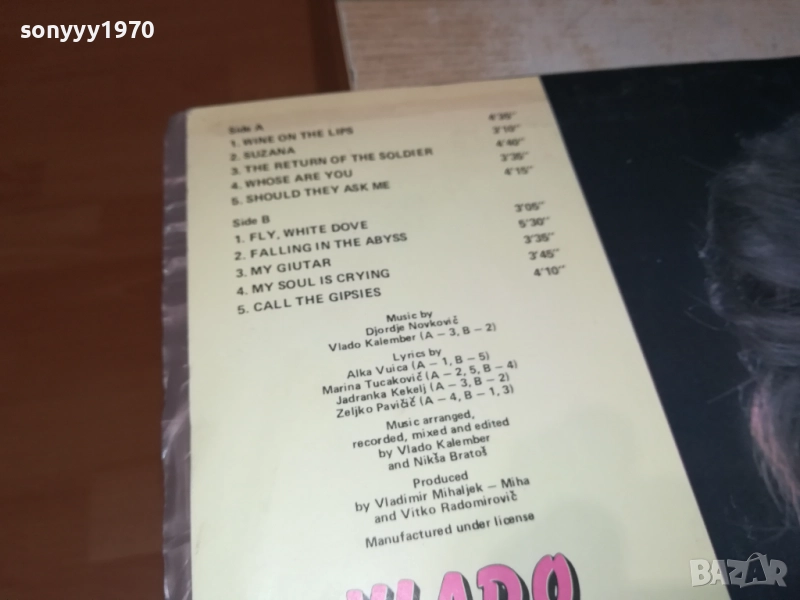 sonyyy1970
Side A
1. WINE ON THE LIPS 4'35"
2. SUZANA 3'10"
3. THE RETURN OF THE SOLDIER 4'40"
4. WHOSE ARE YOU 3'35"
5. SHOULD THEY ASK ME 4'15"
Side B
1. FLY, WHITE DOVE 3'05"
2. FALLING IN THE ABYSS 5'30"
3. MY GIUTAR 3'35"
4. MY SOUL IS CRYING 3'45"
5. CALL THE GIPSIES 4'10"
Music by
Djordje Novkovič
Vlado Kalember (A – 3, B – 2)
Lyrics by
Alka Vuica (A – 1, B – 5)
Marina Tucakovič (A – 2, 5, B – 4)
Jadranka Kekelj (A – 3, B – 2)
Zeljko Pavičič (A – 4, B – 1, 3)
Music arranged,
recorded, mixed and edited
by Vlado Kalember
and Nikša Bratoš
Produced
by Vladimir Mihaljek – Miha
and Vitko Radomirovič
Manufactured under license
VLADO
BAZAR